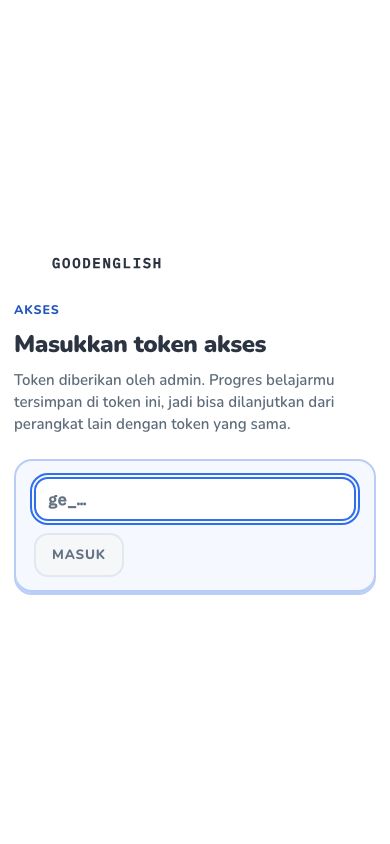 GOODENGLISH
AKSES
Masukkan token akses
Token diberikan oleh admin. Progres belajarmu
tersimpan di token ini, jadi bisa dilanjutkan dari
perangkat lain dengan token yang sama.
ge_…
MASUK